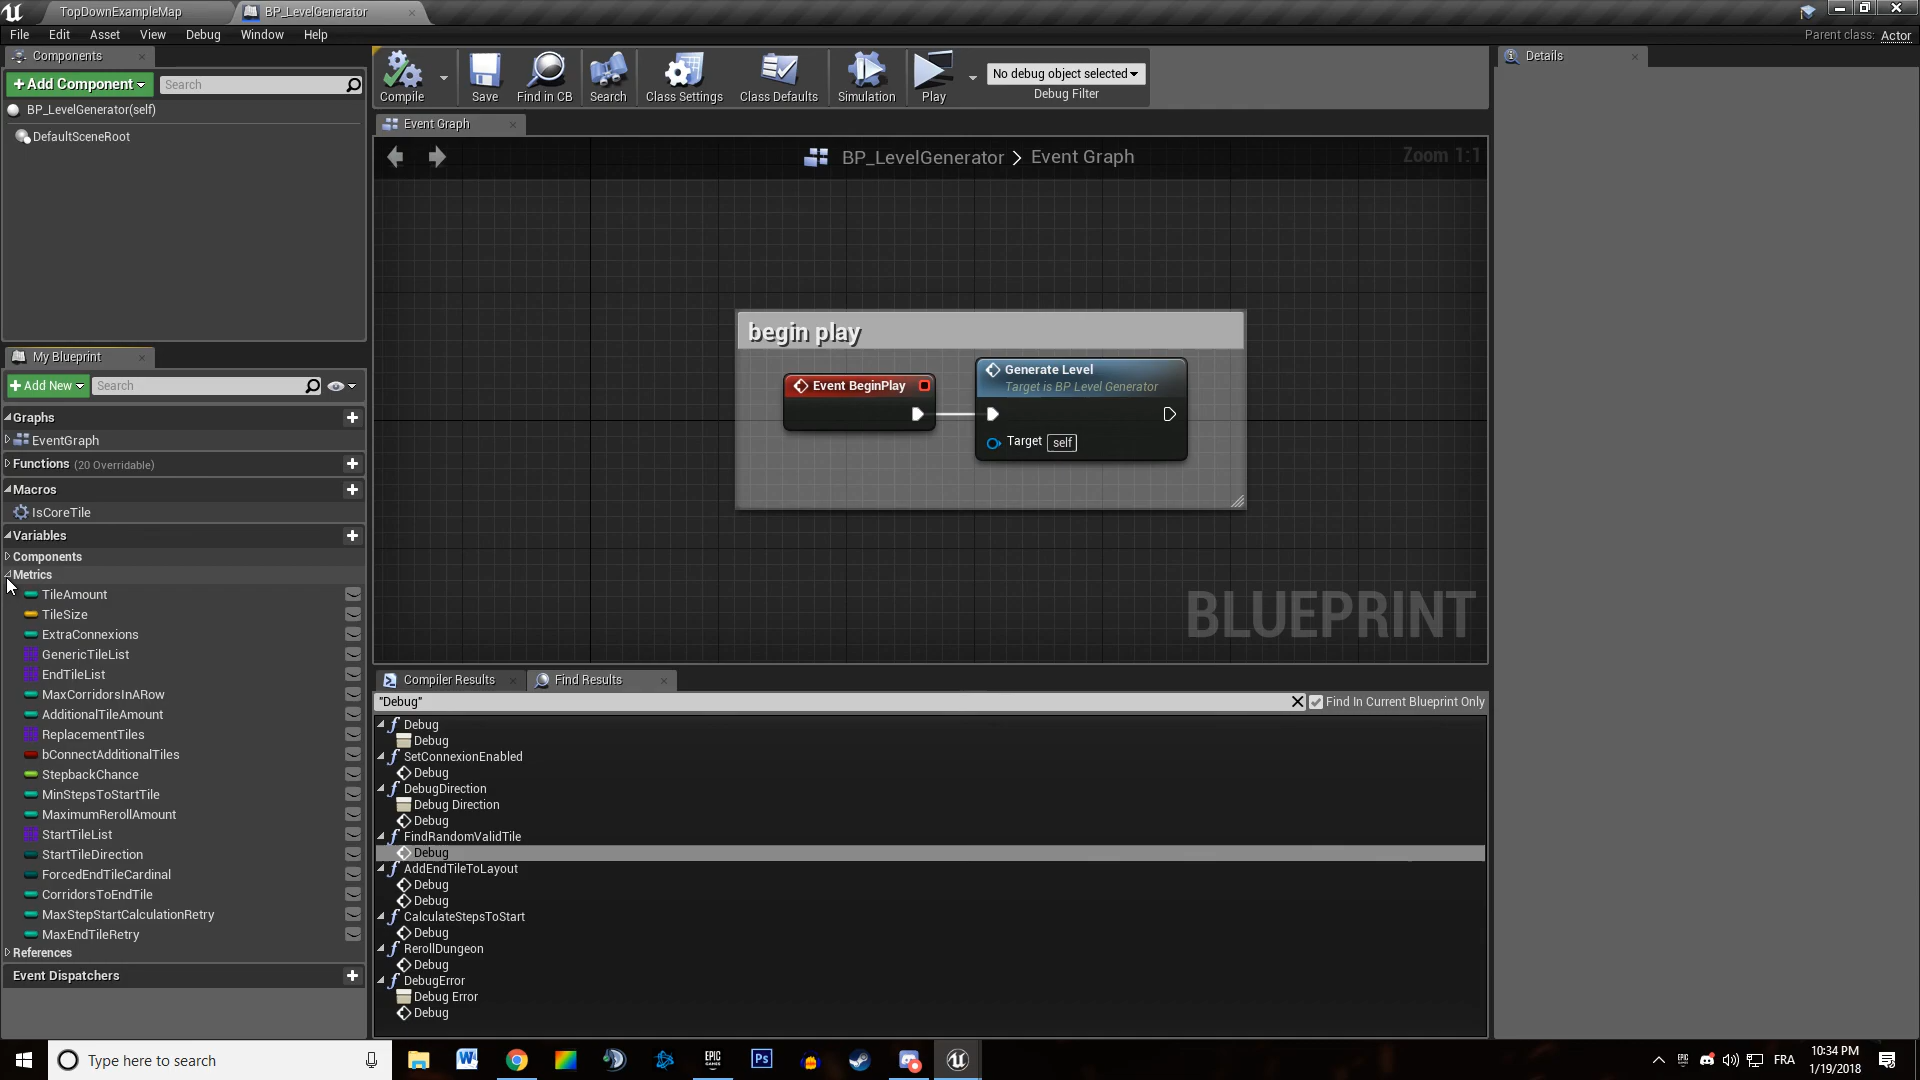 TopDownExampleMap
BP_LevelGenerator
File Edit Asset View Debug Window Help
Parent class: Actor
Components
+ Add Component
Search
BP_LevelGenerator(self)
DefaultSceneRoot
Compile
Save
Find in CB
Search
Class Settings
Class Defaults
Simulation
Play
No debug object selected
Debug Filter
Details
Event Graph
BP_LevelGenerator > Event Graph
Zoom 1:1
begin play
Event BeginPlay
Generate Level
Target is BP Level Generator
Target self
BLUEPRINT
My Blueprint
+ Add New
Search
Graphs
EventGraph
Functions (20 Overridable)
Macros
IsCoreTile
Variables
Components
Metrics
TileAmount
TileSize
ExtraConnexions
GenericTileList
EndTileList
MaxCorridorsInARow
AdditionalTileAmount
ReplacementTiles
bConnectAdditionalTiles
StepbackChance
MinStepsToStartTile
MaximumRerollAmount
StartTileList
StartTileDirection
ForcedEndTileCardinal
CorridorsToEndTile
MaxStepStartCalculationRetry
MaxEndTileRetry
References
Event Dispatchers
Compiler Results
Find Results
"Debug"
Find In Current Blueprint Only
Debug
Debug
SetConnexionEnabled
Debug
DebugDirection
Debug Direction
Debug
FindRandomValidTile
Debug
AddEndTileToLayout
Debug
Debug
CalculateStepsToStart
Debug
RerollDungeon
Debug
DebugError
Debug Error
Debug
Type here to search
EPIC GAMES
Ps
FRA
10:34 PM
1/19/2018